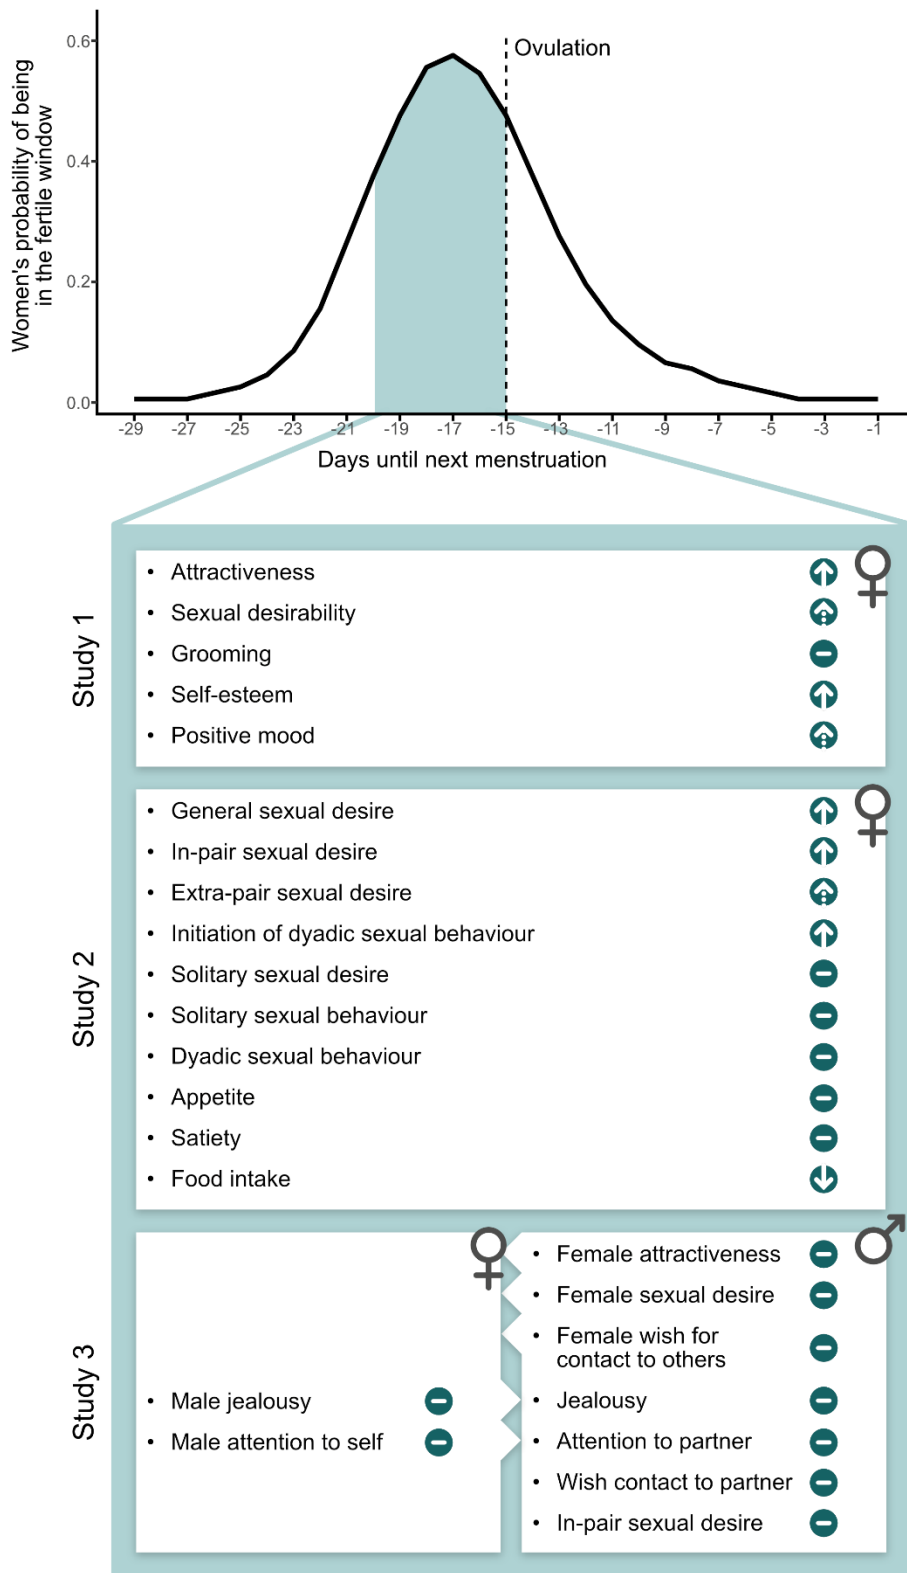 Women's probability of being
in the fertile window
0.6
0.4
0.2
0.0
Ovulation
-29 -27 -25 -23 -21 -19 -17 -15 -13 -11 -9 -7 -5 -3 -1
Days until next menstruation
Study 1
• Attractiveness
• Sexual desirability
• Grooming
• Self-esteem
• Positive mood
Study 2
• General sexual desire
• In-pair sexual desire
• Extra-pair sexual desire
• Initiation of dyadic sexual behaviour
• Solitary sexual desire
• Solitary sexual behaviour
• Dyadic sexual behaviour
• Appetite
• Satiety
• Food intake
Study 3
• Male jealousy
• Male attention to self
• Female attractiveness
• Female sexual desire
• Female wish for
contact to others
• Jealousy
• Attention to partner
• Wish contact to partner
• In-pair sexual desire